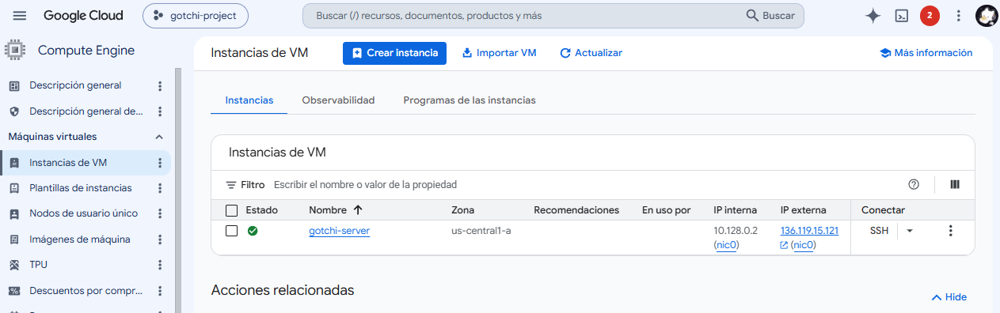 Google Cloud
gotchi-project
Buscar (/) recursos, documentos, productos y más
Buscar
2
Compute Engine
Instancias de VM
Crear instancia
Importar VM
Actualizar
Más información
Descripción general
Descripción general de...
Máquinas virtuales
Instancias de VM
Plantillas de instancias
Nodos de usuario único
Imágenes de máquina
TPU
Descuentos por compr...
Instancias
Observabilidad
Programas de las instancias
Instancias de VM
Filtro Escribir el nombre o valor de la propiedad
Estado Nombre Zona Recomendaciones En uso por IP interna IP externa Conectar
gotchi-server us-central1-a 10.128.0.2 136.119.15.121 SSH
(nic0) (nic0)
Acciones relacionadas
Hide